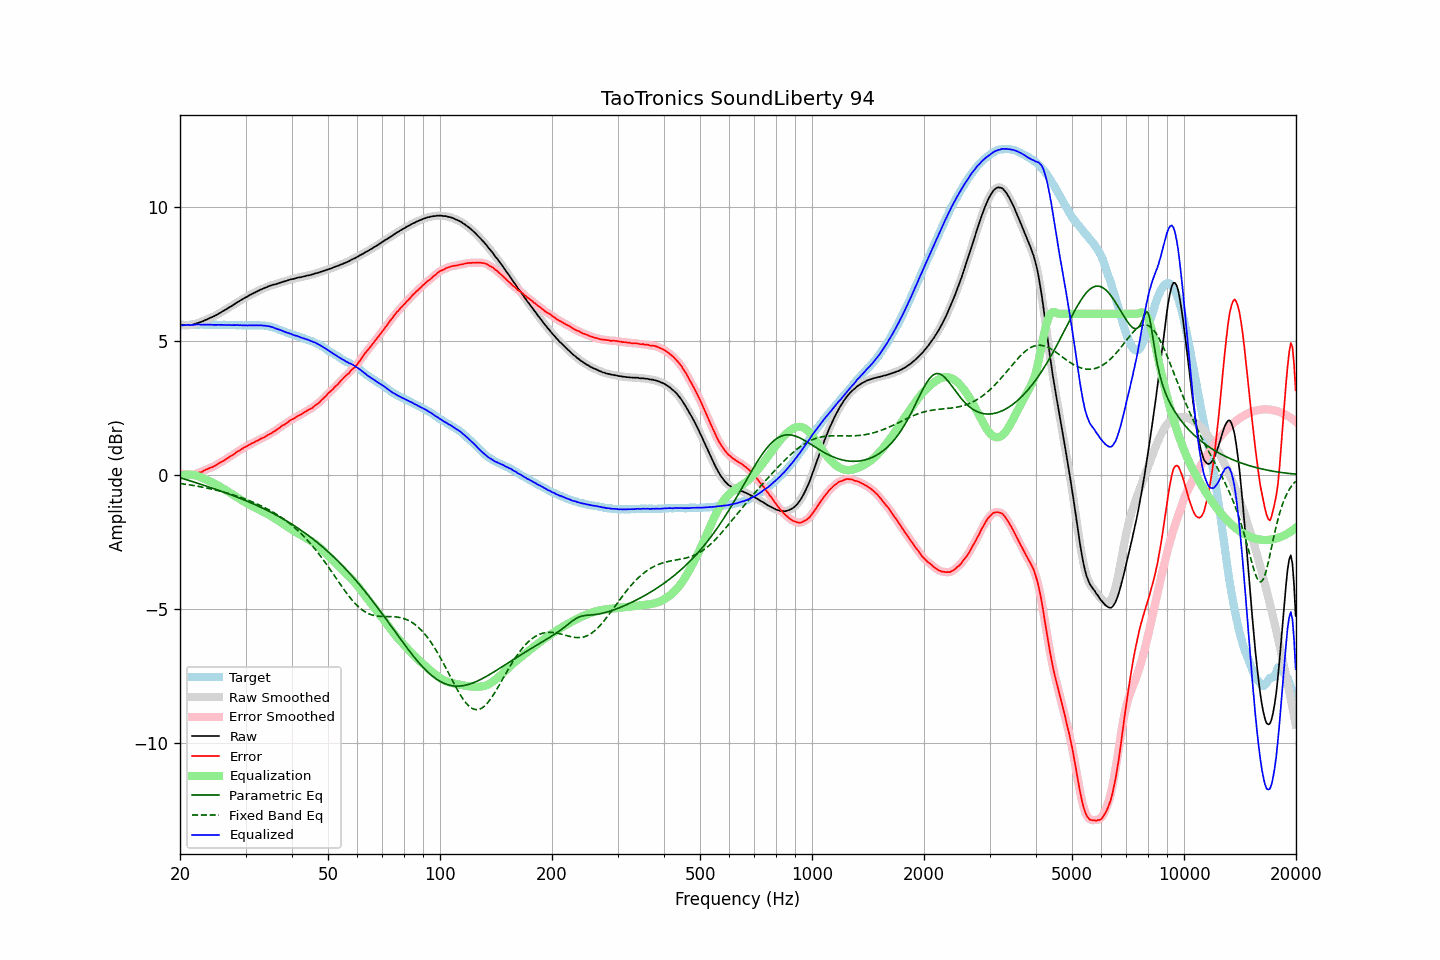 TaoTronics SoundLiberty 94
Amplitude (dBr)
10
5
0
−5
−10
Target
Raw Smoothed
Error Smoothed
Raw
Error
Equalization
Parametric Eq
Fixed Band Eq
Equalized
20 50 100 200 500 1000 2000 5000 10000 20000
Frequency (Hz)